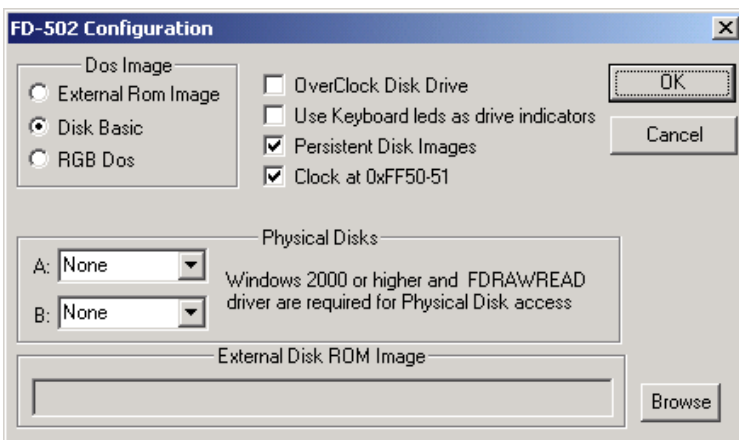 FD-502 Configuration
Dos Image
External Rom Image
Disk Basic
RGB Dos
OverClock Disk Drive
Use Keyboard leds as drive indicators
Persistent Disk Images
Clock at 0xFF50-51
OK
Cancel
Physical Disks
A: None
B: None
Windows 2000 or higher and FDRAWREAD
driver are required for Physical Disk access
External Disk ROM Image
Browse